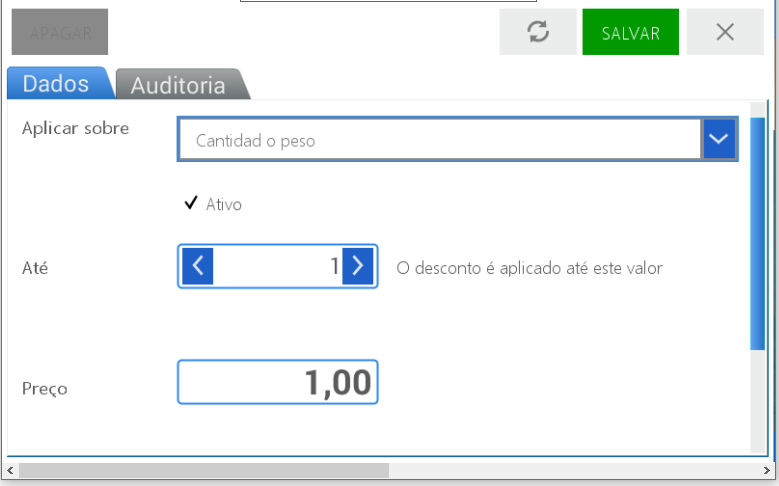 APAGAR
SALVAR
Dados
Auditoria
Aplicar sobre
Cantidad o peso
Ativo
Até
1
O desconto é aplicado até este valor
Preço
1,00